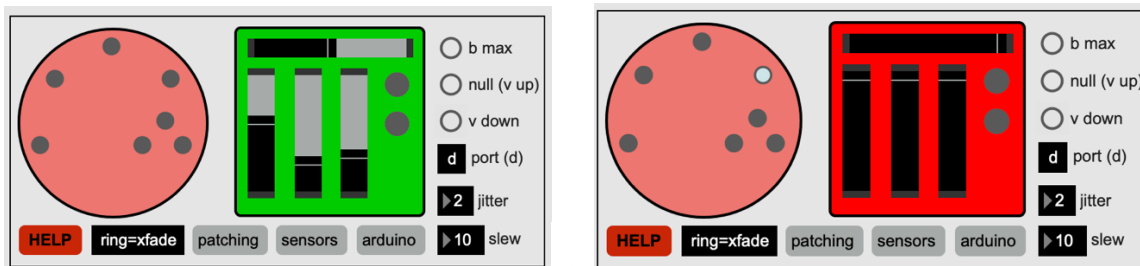 b max
null (v up)
v down
d port (d)
2 jitter
HELP ring=xfade patching sensors arduino 10 slew
b max
null (v up)
v down
d port (d)
2 jitter
HELP ring=xfade patching sensors arduino 10 slew